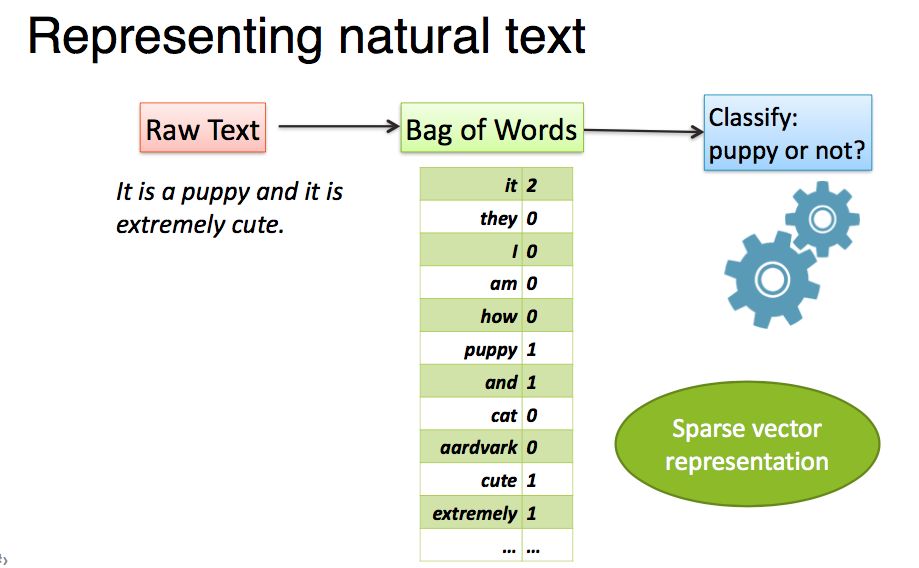 Representing natural text
Raw Text
Bag of Words
Classify:
puppy or not?
It is a puppy and it is
extremely cute.
it 2
they 0
I 0
am 0
how 0
puppy 1
and 1
cat 0
aardvark 0
cute 1
extremely 1
... ...
Sparse vector
representation